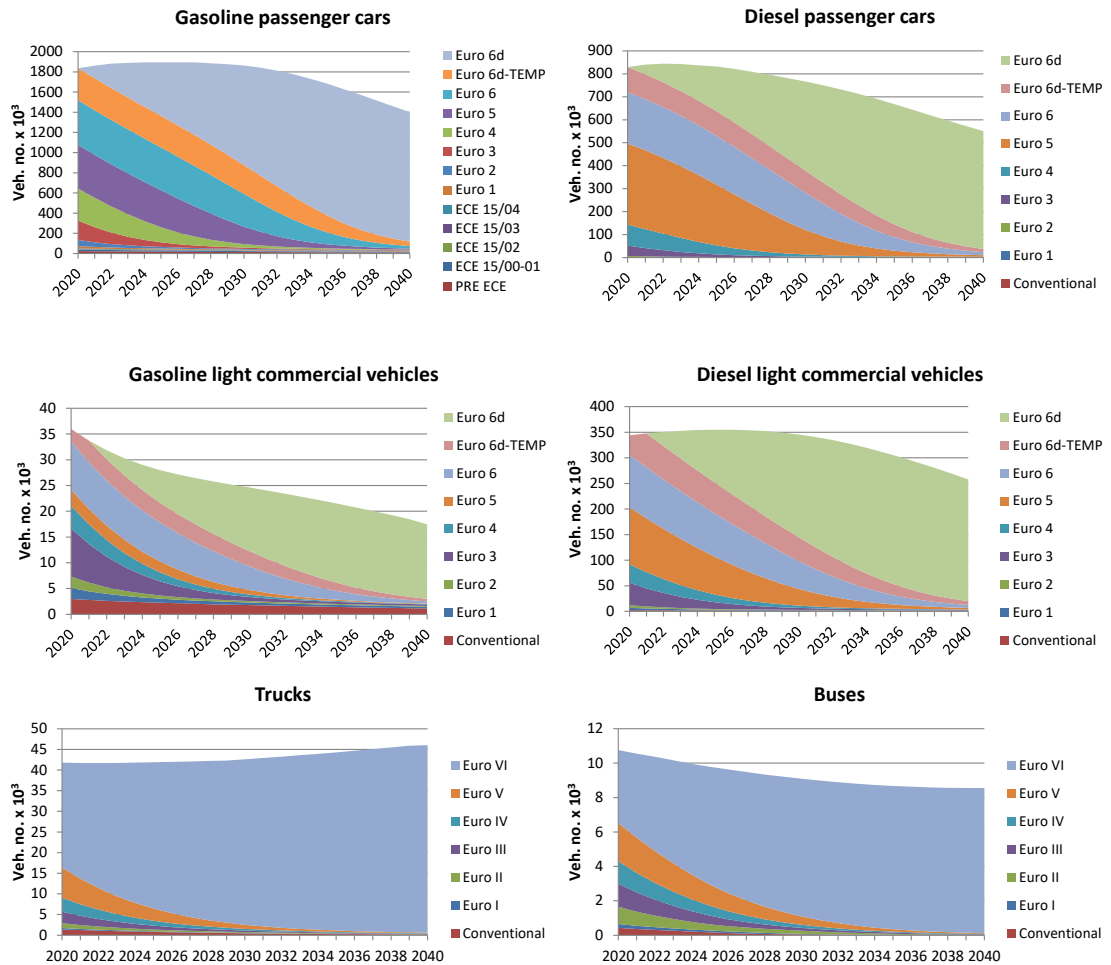 Gasoline passenger cars
Veh. no. x 10³
2000
1800
1600
1400
1200
1000
800
600
400
200
0
2020
2022
2024
2026
2028
2030
2032
2034
2036
2038
2040
Euro 6d
Euro 6d-TEMP
Euro 6
Euro 5
Euro 4
Euro 3
Euro 2
Euro 1
ECE 15/04
ECE 15/03
ECE 15/02
ECE 15/00-01
PRE ECE
Diesel passenger cars
Veh. no. x 10³
900
800
700
600
500
400
300
200
100
0
2020
2022
2024
2026
2028
2030
2032
2034
2036
2038
2040
Euro 6d
Euro 6d-TEMP
Euro 6
Euro 5
Euro 4
Euro 3
Euro 2
Euro 1
Conventional
Gasoline light commercial vehicles
Veh. no. x 10³
40
35
30
25
20
15
10
5
0
2020
2022
2024
2026
2028
2030
2032
2034
2036
2038
2040
Euro 6d
Euro 6d-TEMP
Euro 6
Euro 5
Euro 4
Euro 3
Euro 2
Euro 1
Conventional
Diesel light commercial vehicles
Veh. no. x 10³
400
350
300
250
200
150
100
50
0
2020
2022
2024
2026
2028
2030
2032
2034
2036
2038
2040
Euro 6d
Euro 6d-TEMP
Euro 6
Euro 5
Euro 4
Euro 3
Euro 2
Euro 1
Conventional
Trucks
Veh. no. x 10³
50
45
40
35
30
25
20
15
10
5
0
2020 2022 2024 2026 2028 2030 2032 2034 2036 2038 2040
Euro VI
Euro V
Euro IV
Euro III
Euro II
Euro I
Conventional
Buses
Veh. no. x 10³
12
10
8
6
4
2
0
2020 2022 2024 2026 2028 2030 2032 2034 2036 2038 2040
Euro VI
Euro V
Euro IV
Euro III
Euro II
Euro I
Conventional